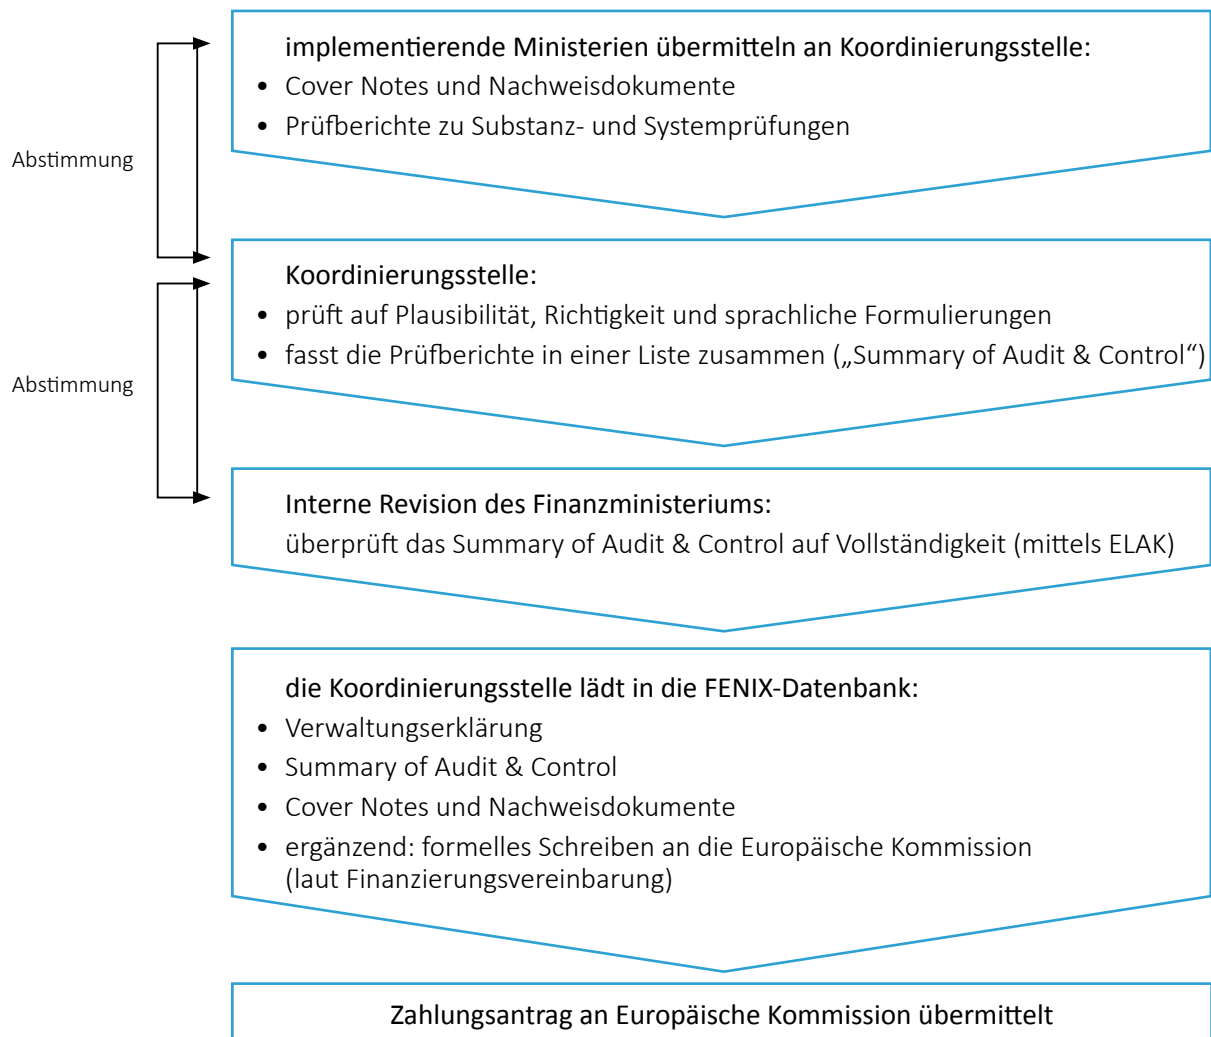 implementierende Ministerien übermitteln an Koordinierungsstelle:
• Cover Notes und Nachweisdokumente
• Prüfberichte zu Substanz- und Systemprüfungen
Abstimmung
Koordinierungsstelle:
• prüft auf Plausibilität, Richtigkeit und sprachliche Formulierungen
• fasst die Prüfberichte in einer Liste zusammen („Summary of Audit & Control“)
Abstimmung
Interne Revision des Finanzministeriums:
überprüft das Summary of Audit & Control auf Vollständigkeit (mittels ELAK)
die Koordinierungsstelle lädt in die FENIX-Datenbank:
• Verwaltungserklärung
• Summary of Audit & Control
• Cover Notes und Nachweisdokumente
• ergänzend: formelles Schreiben an die Europäische Kommission
(laut Finanzierungsvereinbarung)
Zahlungsantrag an Europäische Kommission übermittelt